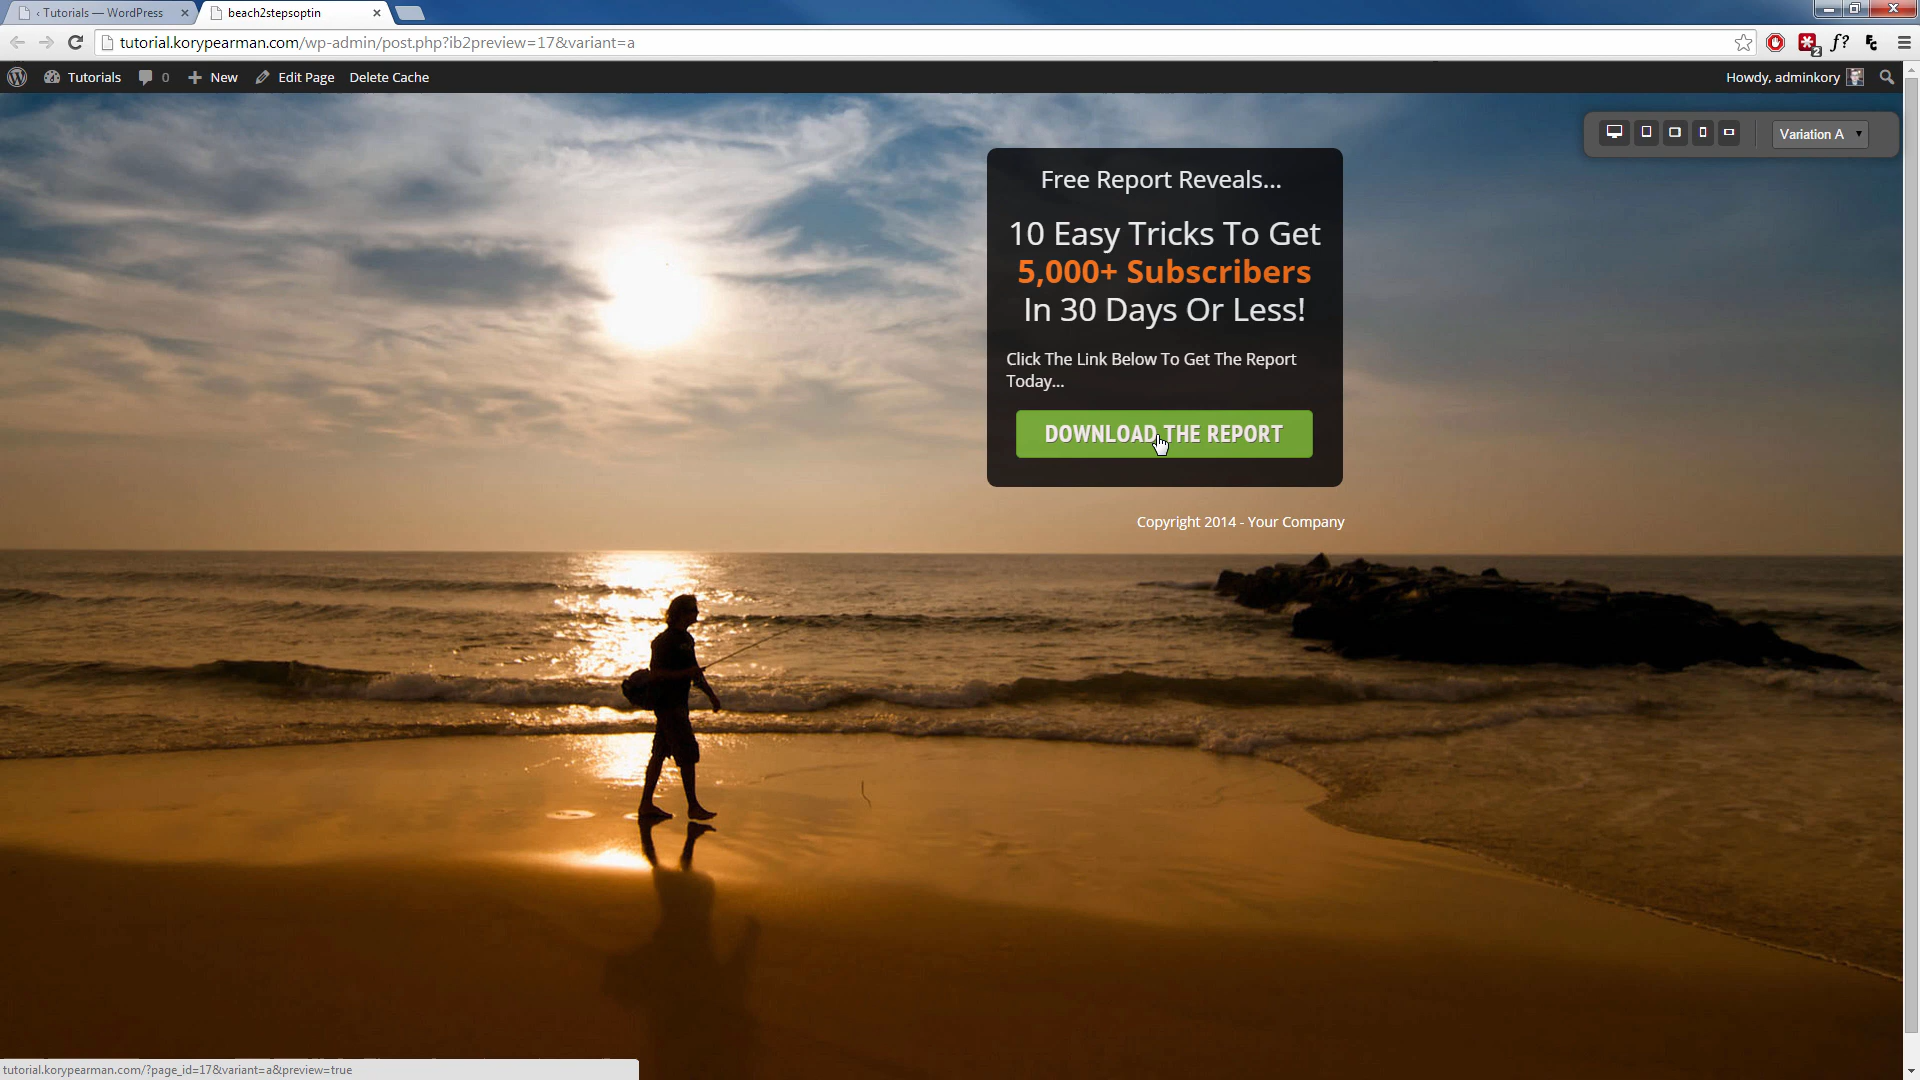 ‹ Tutorials — WordPress
beach2stepsoptin
tutorial.korypearman.com/wp-admin/post.php?ib2preview=17&variant=a
Tutorials 0 New Edit Page Delete Cache Howdy, adminkory
Variation A
Free Report Reveals...
10 Easy Tricks To Get
5,000+ Subscribers
In 30 Days Or Less!
Click The Link Below To Get The Report
Today...
DOWNLOAD THE REPORT
Copyright 2014 - Your Company
tutorial.korypearman.com/?page_id=17&variant=a&preview=true